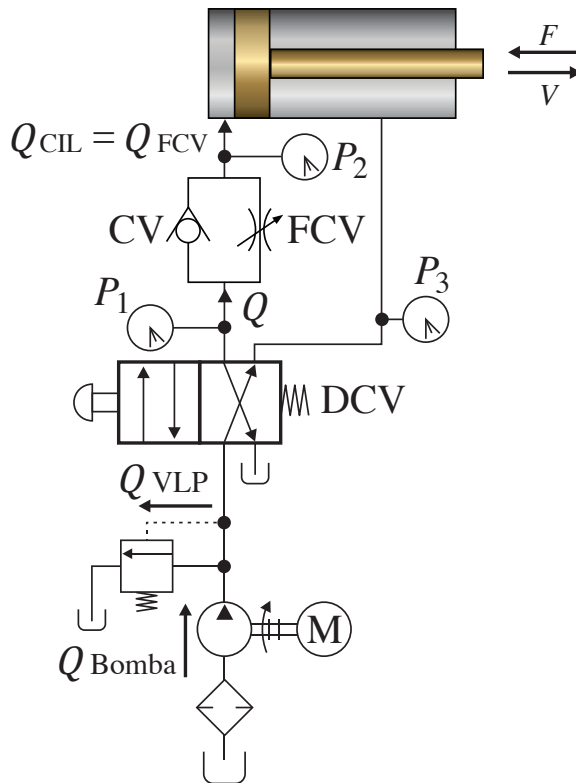 F
V
Q CIL = Q FCV
P2
CV
FCV
P1
Q
P3
DCV
Q VLP
M
Q Bomba